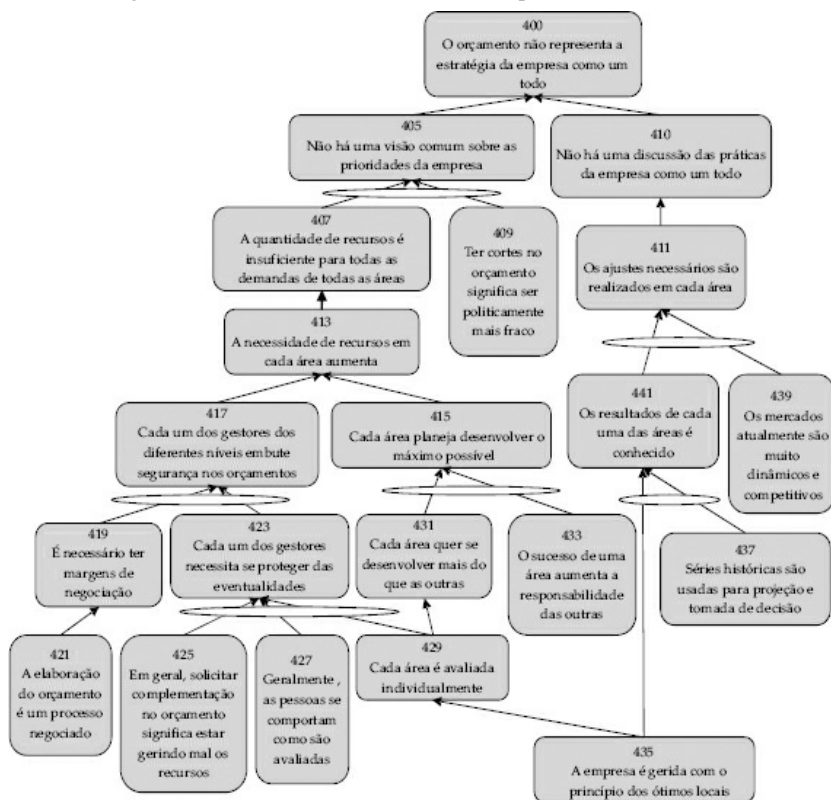 400
O orçamento não representa a
estratégia da empresa como um
todo
405
Não há uma visão comum sobre as
prioridades da empresa
410
Não há uma discussão das práticas
da empresa como um todo
407
A quantidade de recursos é
insuficiente para todas as
demandas de todas as áreas
409
Ter cortes no
orçamento
significa ser
politicamente
mais fraco
411
Os ajustes necessários são
realizados em cada área
413
A necessidade de recursos em
cada área aumenta
417
Cada um dos gestores dos
diferentes níveis embute
segurança nos orçamentos
415
Cada área planeja desenvolver o
máximo possível
441
Os resultados de cada
uma das áreas é
conhecido
439
Os mercados
atualmente são
muito
dinâmicos e
competitivos
419
É necessário ter
margens de
negociação
423
Cada um dos gestores
necessita se proteger das
eventualidades
431
Cada área quer se
desenvolver mais do
que as outras
433
O sucesso de uma
área aumenta a
responsabilidade
das outras
437
Séries históricas são
usadas para projeção e
tomada de decisão
421
A elaboração
do orçamento
é um processo
negociado
425
Em geral, solicitar
complementação
no orçamento
significa estar
gerindo mal os
recursos
427
Geralmente ,
as pessoas se
comportam
como são
avaliadas
429
Cada área é avaliada
individualmente
435
A empresa é gerida com o
princípio dos ótimos locais